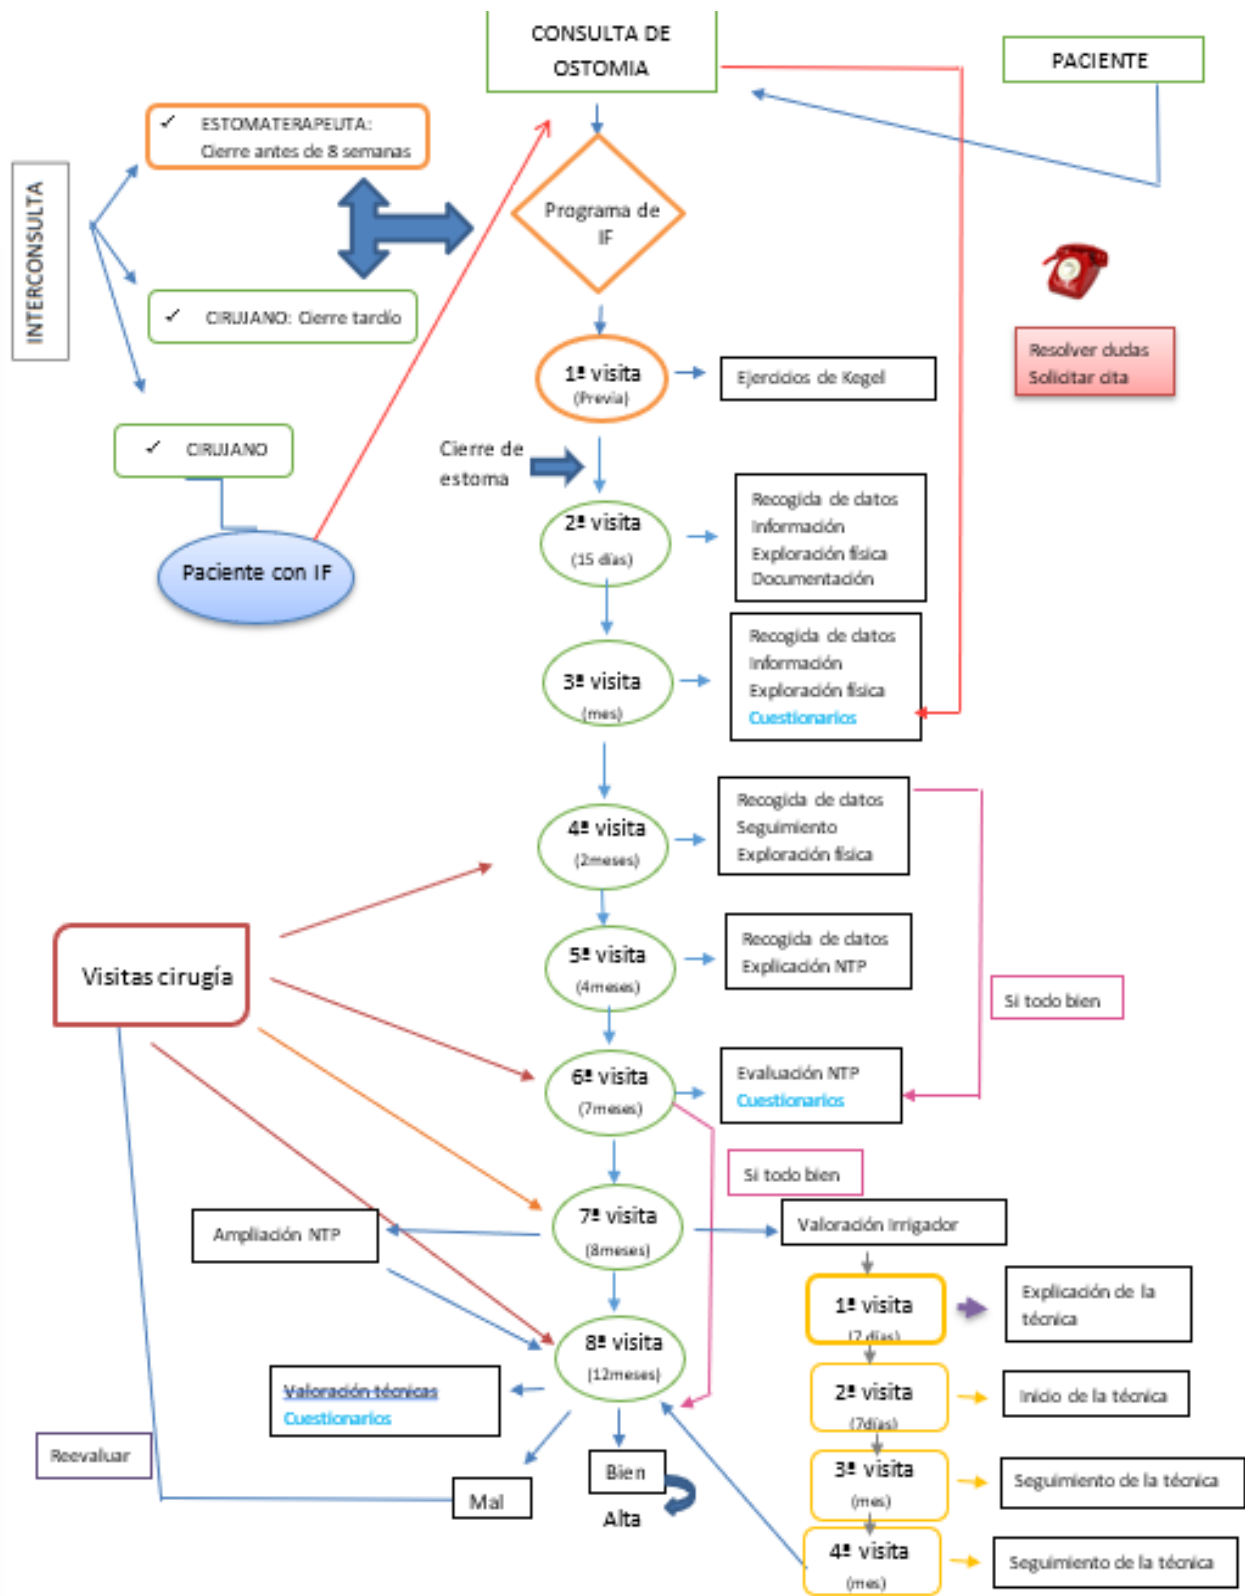 CONSULTA DE
OSTOMIA
PACIENTE
INTERCONSULTA
✓ ESTOMATERAPEUTA:
Cierre antes de 8 semanas
✓ CIRUJANO: Cierre tardío
✓ CIRUJANO
Paciente con IF
Programa de
IF
Resolver dudas
Solicitar cita
1ª visita
(Previa)
Ejercicios de Kegel
Cierre de
estoma
2ª visita
(15 días)
Recogida de datos
Información
Exploración física
Documentación
3ª visita
(mes)
Recogida de datos
Información
Exploración física
Cuestionarios
4ª visita
(2meses)
Recogida de datos
Seguimiento
Exploración física
5ª visita
(4meses)
Recogida de datos
Explicación NTP
Si todo bien
Visitas cirugía
6ª visita
(7meses)
Evaluación NTP
Cuestionarios
Si todo bien
7ª visita
(8meses)
Ampliación NTP
Valoración Irrigador
1ª visita
(7 días)
Explicación de la
técnica
8ª visita
(12meses)
Valoración técnicas
Cuestionarios
2ª visita
(7días)
Inicio de la técnica
Reevaluar
Mal
Bien
Alta
3ª visita
(mes)
Seguimiento de la técnica
4ª visita
(mes)
Seguimiento de la técnica